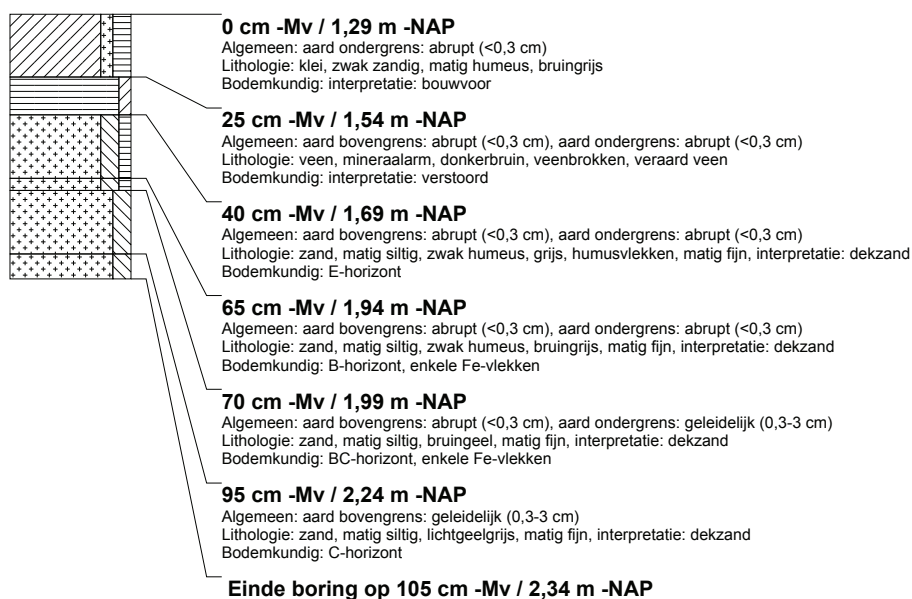 0 cm -Mv / 1,29 m -NAP
Algemeen: aard ondergrens: abrupt (<0,3 cm)
Lithologie: klei, zwak zandig, matig humeus, bruingrijs
Bodemkundig: interpretatie: bouwvoor
25 cm -Mv / 1,54 m -NAP
Algemeen: aard bovengrens: abrupt (<0,3 cm), aard ondergrens: abrupt (<0,3 cm)
Lithologie: veen, mineraalarm, donkerbruin, veenbrokken, veraard veen
Bodemkundig: interpretatie: verstoord
40 cm -Mv / 1,69 m -NAP
Algemeen: aard bovengrens: abrupt (<0,3 cm), aard ondergrens: abrupt (<0,3 cm)
Lithologie: zand, matig siltig, zwak humeus, grijs, humusvlekken, matig fijn, interpretatie: dekzand
Bodemkundig: E-horizont
65 cm -Mv / 1,94 m -NAP
Algemeen: aard bovengrens: abrupt (<0,3 cm), aard ondergrens: abrupt (<0,3 cm)
Lithologie: zand, matig siltig, zwak humeus, bruingrijs, matig fijn, interpretatie: dekzand
Bodemkundig: B-horizont, enkele Fe-vlekken
70 cm -Mv / 1,99 m -NAP
Algemeen: aard bovengrens: abrupt (<0,3 cm), aard ondergrens: geleidelijk (0,3-3 cm)
Lithologie: zand, matig siltig, bruingeel, matig fijn, interpretatie: dekzand
Bodemkundig: BC-horizont, enkele Fe-vlekken
95 cm -Mv / 2,24 m -NAP
Algemeen: aard bovengrens: geleidelijk (0,3-3 cm)
Lithologie: zand, matig siltig, lichtgeelgrijs, matig fijn, interpretatie: dekzand
Bodemkundig: C-horizont
Einde boring op 105 cm -Mv / 2,34 m -NAP